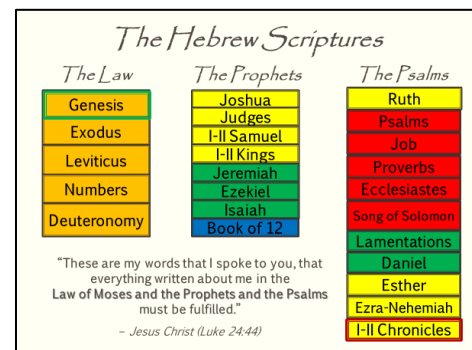 The Hebrew Scriptures
The Law
Genesis
Exodus
Leviticus
Numbers
Deuteronomy
The Prophets
Joshua
Judges
I-II Samuel
I-II Kings
Jeremiah
Ezekiel
Isaiah
Book of 12
The Psalms
Ruth
Psalms
Job
Proverbs
Ecclesiastes
Song of Solomon
Lamentations
Daniel
Esther
Ezra-Nehemiah
I-II Chronicles
“These are my words that I spoke to you, that
everything written about me in the
Law of Moses and the Prophets and the Psalms
must be fulfilled.”
– Jesus Christ (Luke 24:44)